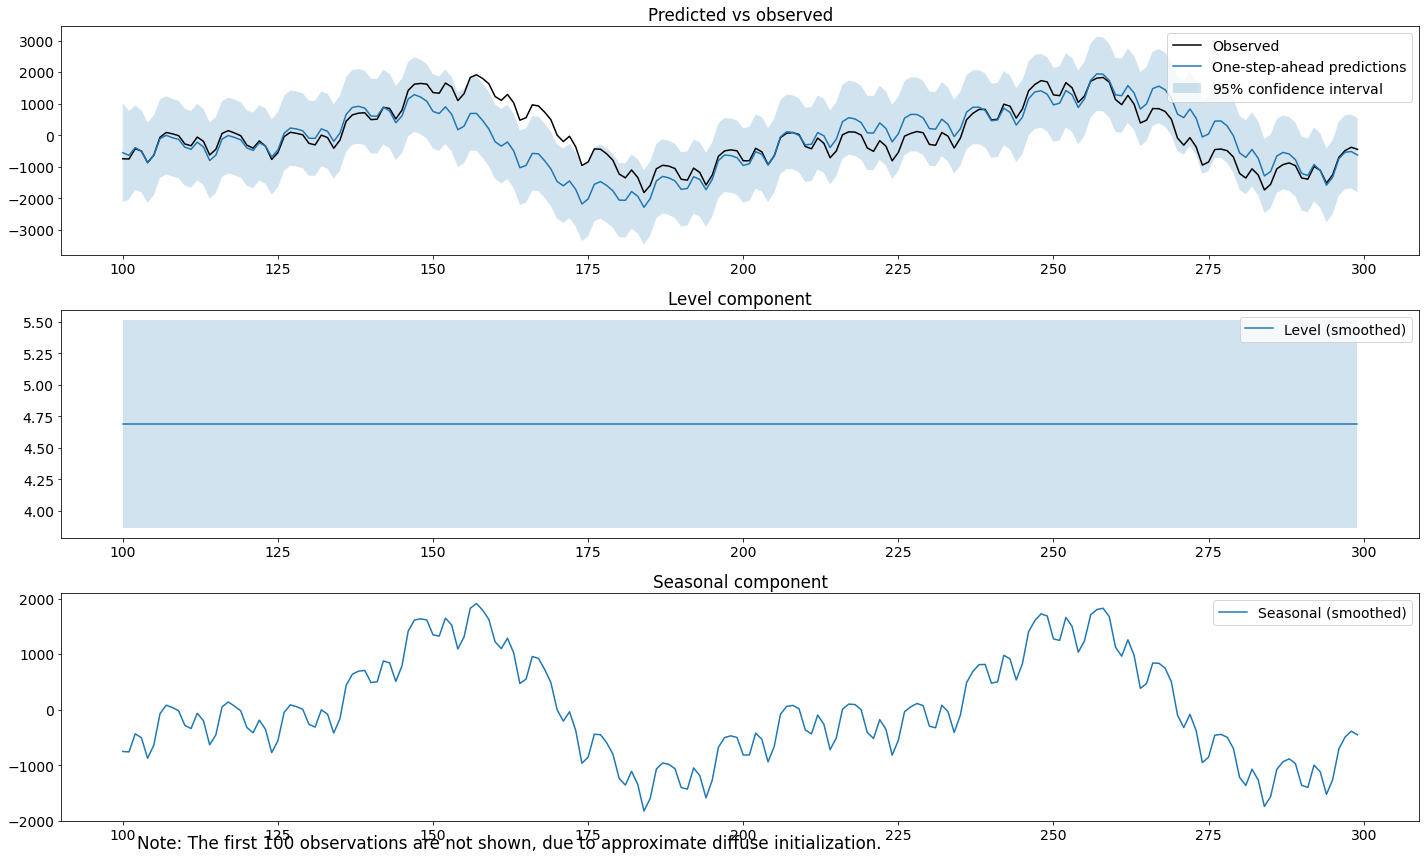 Predicted vs observed
3000
2000
1000
0
−1000
−2000
−3000
Observed
One-step-ahead predictions
95% confidence interval
100 125 150 175 200 225 250 275 300
Level component
5.50
5.25
5.00
4.75
4.50
4.25
4.00
Level (smoothed)
100 125 150 175 200 225 250 275 300
Seasonal component
2000
1000
0
−1000
−2000
Seasonal (smoothed)
100 125 150 175 200 225 250 275 300
Note: The first 100 observations are not shown, due to approximate diffuse initialization.